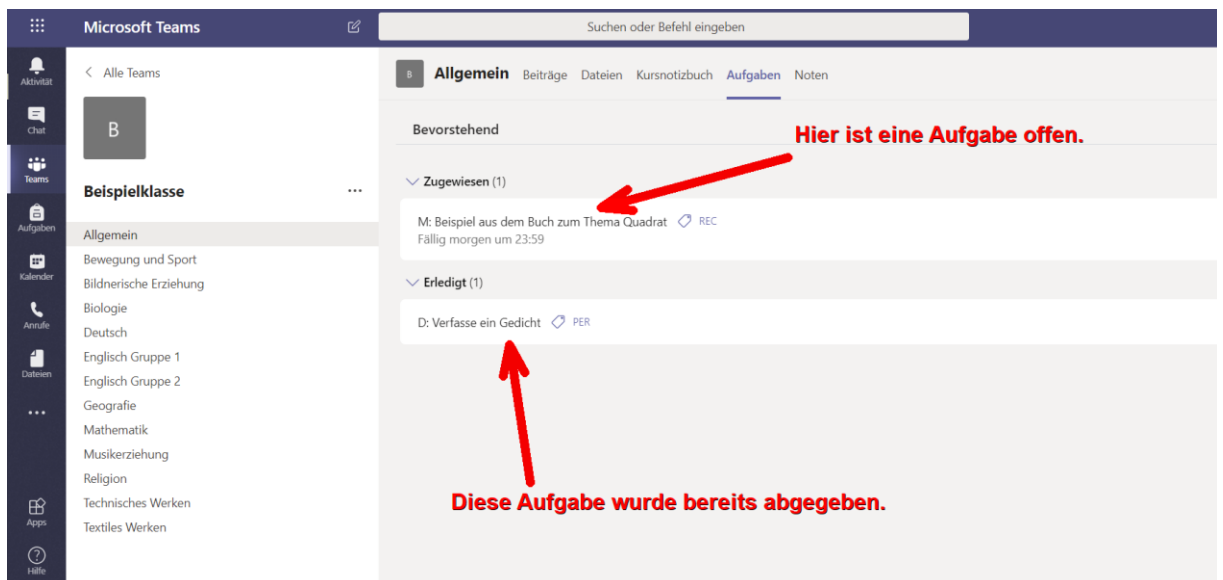 Microsoft Teams
Suchen oder Befehl eingeben
Aktivität
Chat
Teams
Aufgaben
Kalender
Anrufe
Dateien
Apps
Hilfe
Alle Teams
B
Beispielklasse
Allgemein
Bewegung und Sport
Bildnerische Erziehung
Biologie
Deutsch
Englisch Gruppe 1
Englisch Gruppe 2
Geografie
Mathematik
Musikerziehung
Religion
Technisches Werken
Textiles Werken
B Allgemein Beiträge Dateien Kursnotizbuch Aufgaben Noten
Bevorstehend
Hier ist eine Aufgabe offen.
Zugewiesen (1)
M: Beispiel aus dem Buch zum Thema Quadrat REC
Fällig morgen um 23:59
Erledigt (1)
D: Verfasse ein Gedicht PER
Diese Aufgabe wurde bereits abgegeben.